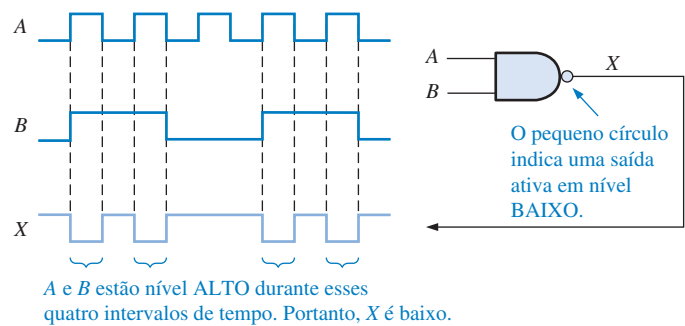 A
B
X
A
B
X
O pequeno círculo
indica uma saída
ativa em nível
BAIXO.
A e B estão nível ALTO durante esses
quatro intervalos de tempo. Portanto, X é baixo.